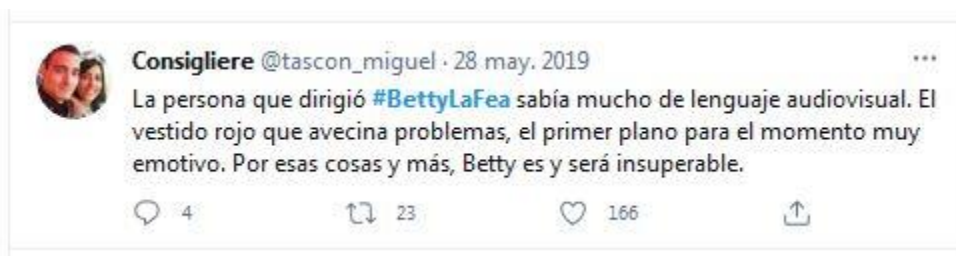 Consigliere @tascon_miguel · 28 may. 2019
La persona que dirigió #BettyLaFea sabía mucho de lenguaje audiovisual. El
vestido rojo que avecina problemas, el primer plano para el momento muy
emotivo. Por esas cosas y más, Betty es y será insuperable.
4 23 166